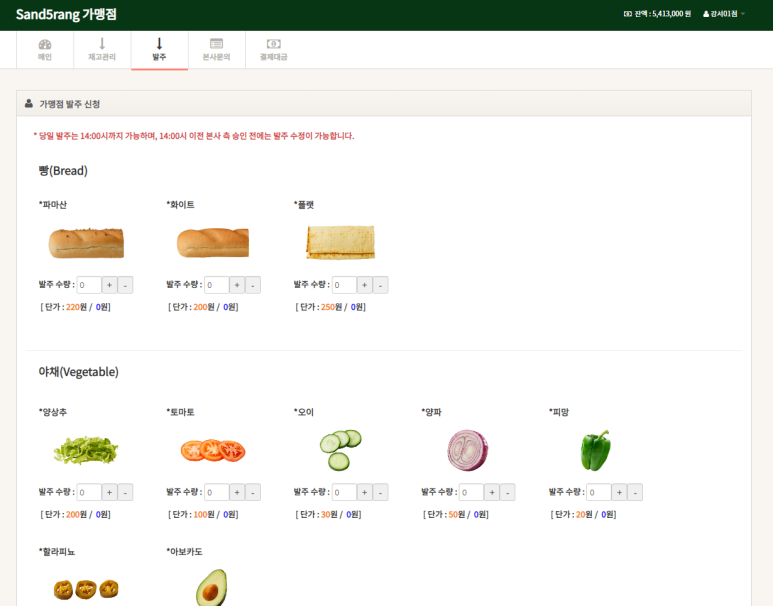 Sand5rang 가맹점
잔액 : 5,413,000 원 강서01점
메인 재고관리 발주 본사문의 결제대금
가맹점 발주 신청
* 당일 발주는 14:00시까지 가능하며, 14:00시 이전 본사 측 승인 전에는 발주 수정이 가능합니다.
빵(Bread)
*파마산 *화이트 *플랫
발주 수량 : 0 + - 발주 수량 : 0 + - 발주 수량 : 0 + -
[ 단가 : 220원 / 0원] [ 단가 : 200원 / 0원] [ 단가 : 250원 / 0원]
야채(Vegetable)
*양상추 *토마토 *오이 *양파 *피망
발주 수량 : 0 + - 발주 수량 : 0 + - 발주 수량 : 0 + - 발주 수량 : 0 + - 발주 수량 : 0 + -
[ 단가 : 200원 / 0원] [ 단가 : 100원 / 0원] [ 단가 : 30원 / 0원] [ 단가 : 50원 / 0원] [ 단가 : 20원 / 0원]
*할라피뇨 *아보카도